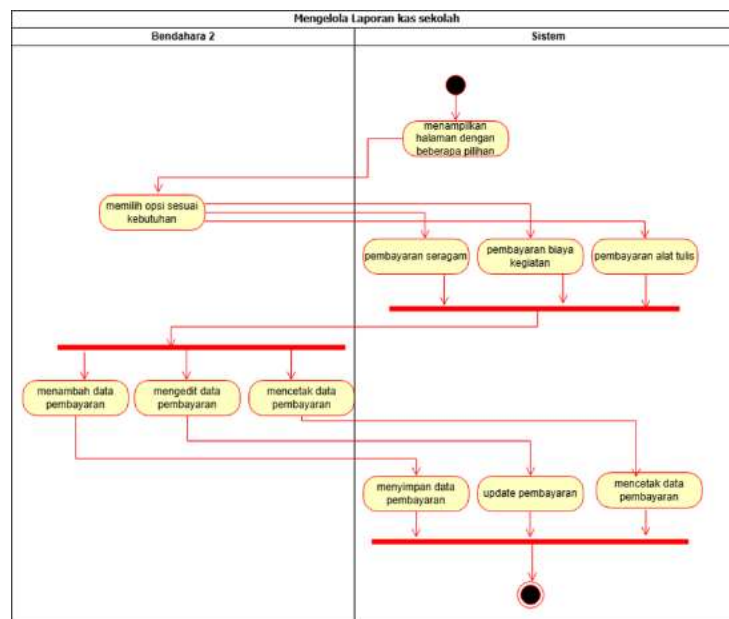 Mengelola Laporan kas sekolah
Bendahara 2
Sistem
menampilkan
halaman dengan
beberapa pilihan
memilih opsi sesuai
kebutuhan
pembayaran seragam
pembayaran biaya
kegiatan
pembayaran alat tulis
menambah data
pembayaran
mengedit data
pembayaran
mencetak data
pembayaran
menyimpan data
pembayaran
update pembayaran
mencetak data
pembayaran